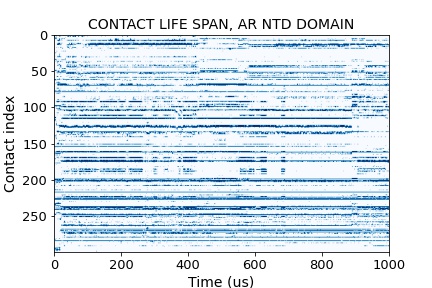 CONTACT LIFE SPAN, AR NTD DOMAIN
0
50
100
150
200
250
Contact index
0 200 400 600 800 1000
Time (us)